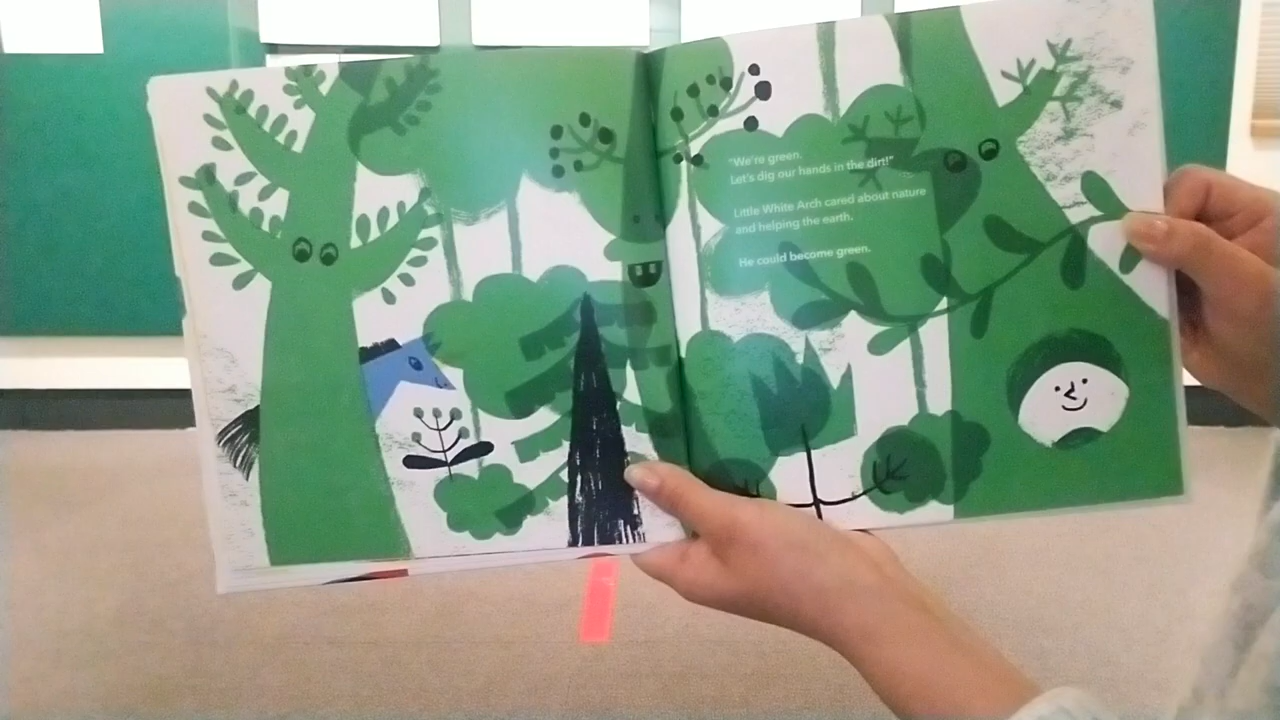 "We're green.
Let's dig our hands in the dirt!"
Little White Arch cared about nature
and helping the earth.
He could become green.